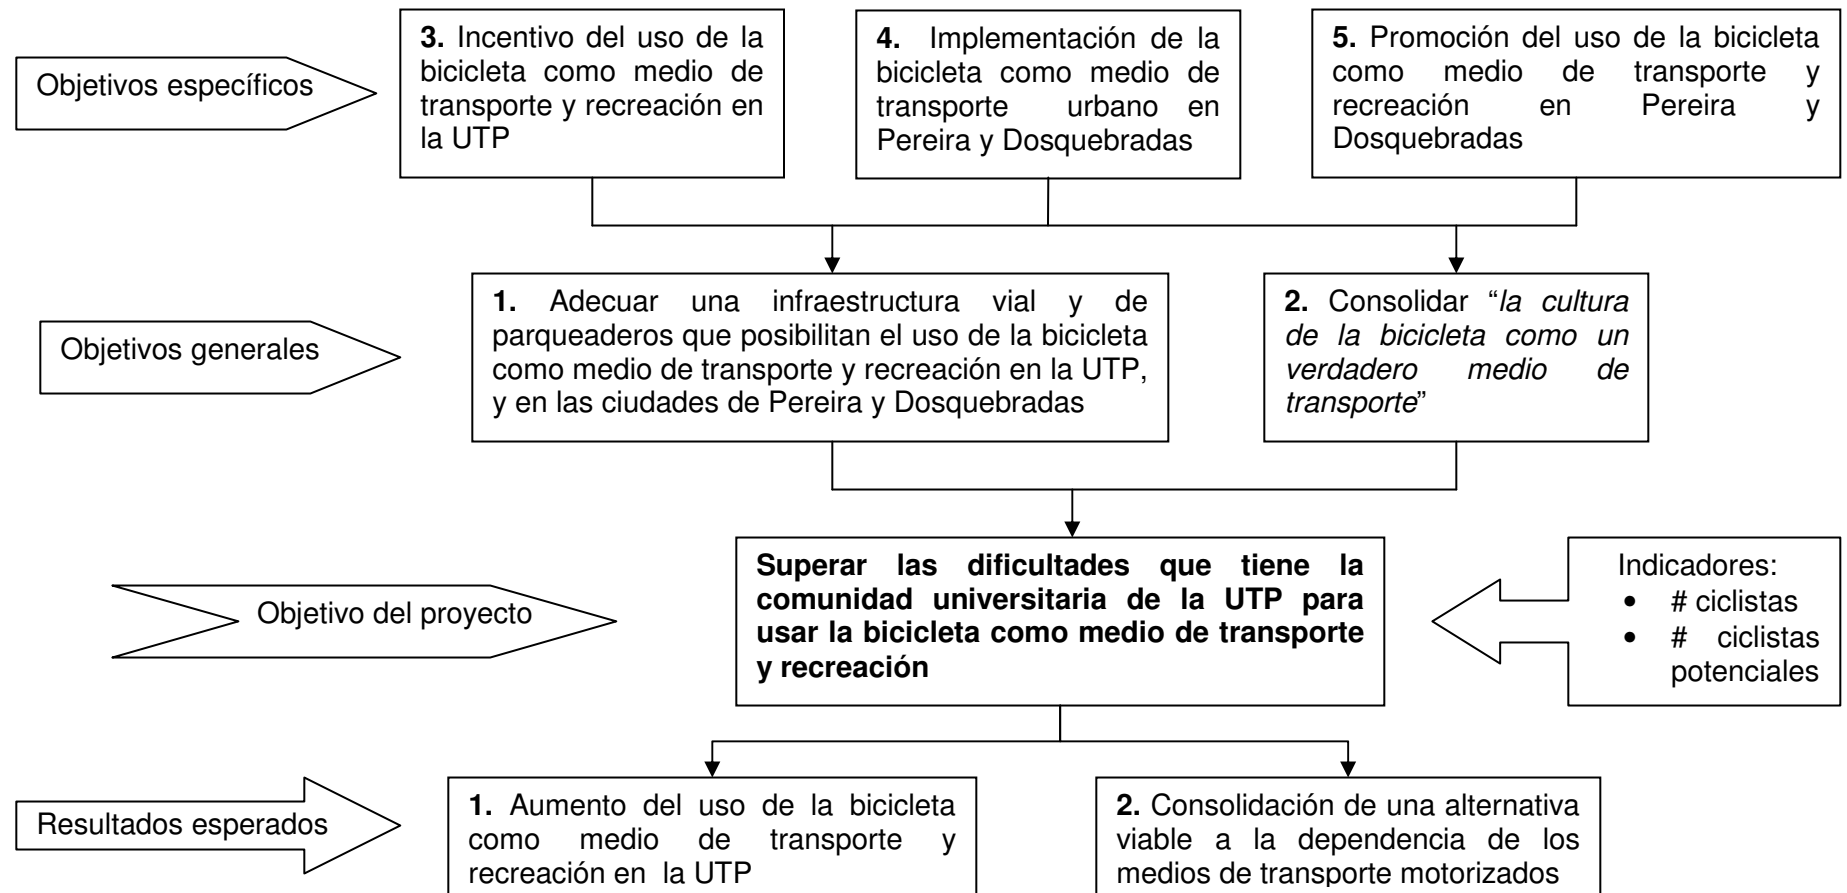 Objetivos específicos
3. Incentivo del uso de la
bicicleta como medio de
transporte y recreación en
la UTP
4. Implementación de la
bicicleta como medio de
transporte urbano en
Pereira y Dosquebradas
5. Promoción del uso de la bicicleta
como medio de transporte y
recreación en Pereira y
Dosquebradas
Objetivos generales
1. Adecuar una infraestructura vial y de
parqueaderos que posibilitan el uso de la bicicleta
como medio de transporte y recreación en la UTP,
y en las ciudades de Pereira y Dosquebradas
2. Consolidar “la cultura
de la bicicleta como un
verdadero medio de
transporte”
Objetivo del proyecto
Superar las dificultades que tiene la
comunidad universitaria de la UTP para
usar la bicicleta como medio de transporte
y recreación
Indicadores:
• # ciclistas
• # ciclistas
potenciales
Resultados esperados
1. Aumento del uso de la bicicleta
como medio de transporte y
recreación en la UTP
2. Consolidación de una alternativa
viable a la dependencia de los
medios de transporte motorizados